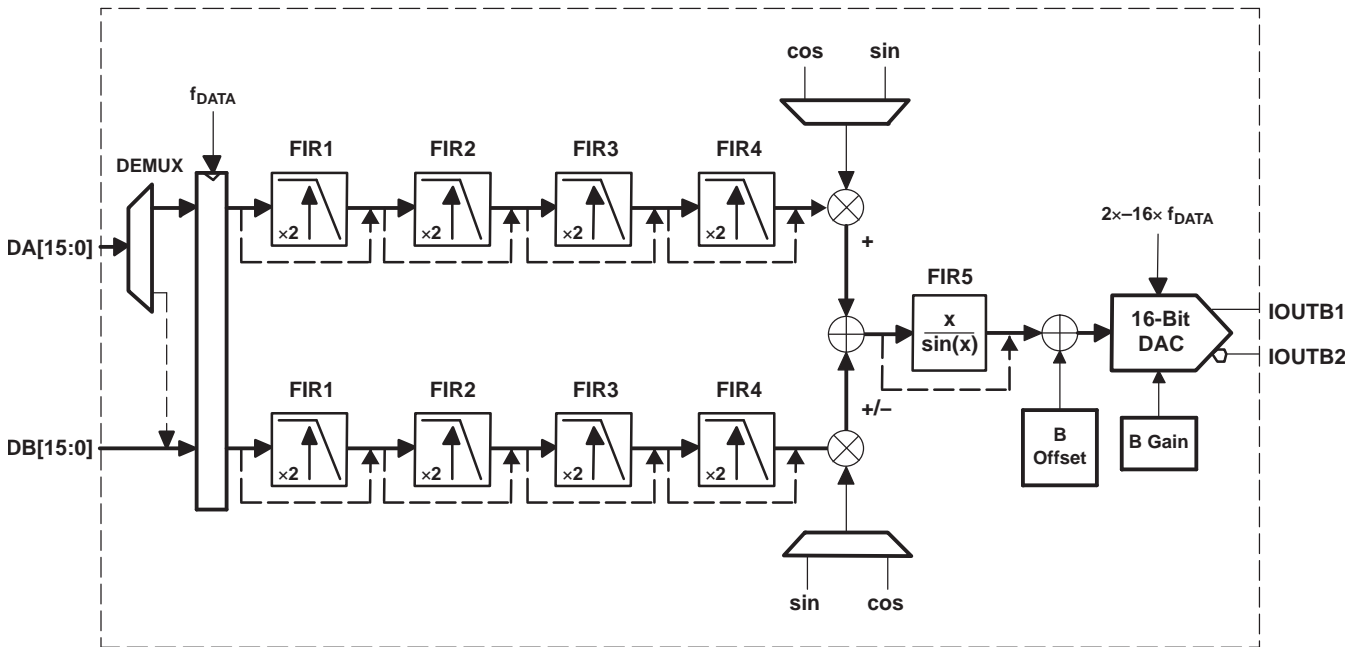 cos sin
fDATA
DEMUX
FIR1 FIR2 FIR3 FIR4
×2 ×2 ×2 ×2
DA[15:0]
2×–16× fDATA
+
FIR5
x
sin(x)
16-Bit
DAC
IOUTB1
IOUTB2
FIR1 FIR2 FIR3 FIR4
+/–
×2 ×2 ×2 ×2
DB[15:0]
B
Offset
B Gain
sin cos